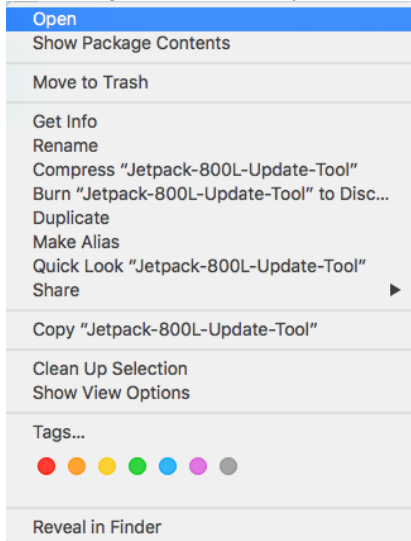 Open
Show Package Contents
Move to Trash
Get Info
Rename
Compress “Jetpack-800L-Update-Tool”
Burn “Jetpack-800L-Update-Tool” to Disc...
Duplicate
Make Alias
Quick Look “Jetpack-800L-Update-Tool”
Share
Copy “Jetpack-800L-Update-Tool”
Clean Up Selection
Show View Options
Tags...
Reveal in Finder